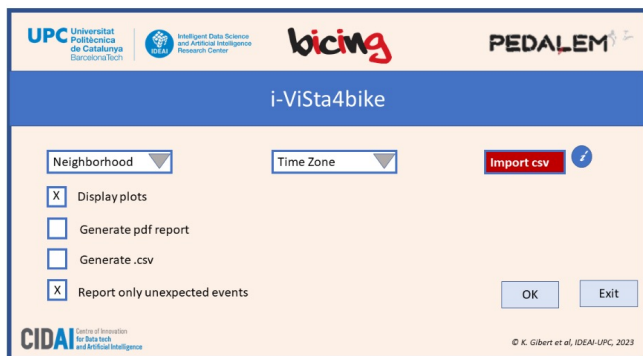 UPC Universitat
Politècnica
de Catalunya
BarcelonaTech
IDEAI
Intelligent Data Science
and Artificial Intelligence
Research Center
bicing
PEDALEM
i-ViSta4bike
Neighborhood
Time Zone
Import csv
i
X Display plots
Generate pdf report
Generate .csv
X Report only unexpected events
OK
Exit
CIDAI
Centre of Innovation
for Data tech
and Artificial Intelligence
© K. Gibert et al, IDEAI-UPC, 2023